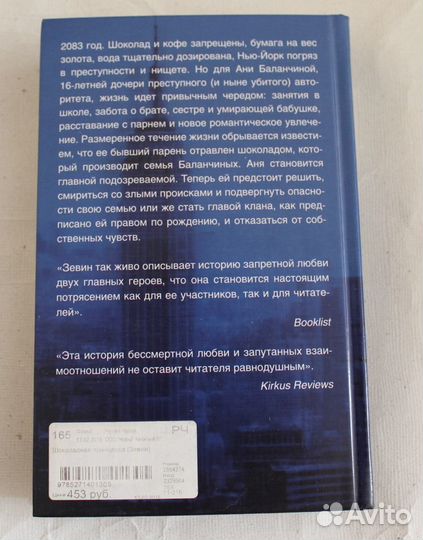 2083 год. Шоколад и кофе запрещены, бумага на вес
золота, вода тщательно дозирована, Нью-Йорк погряз
в преступности и нищете. Но для Ани Баланчиной,
16-летней дочери преступного (и ныне убитого) авто-
ритета, жизнь идет привычным чередом: занятия в
школе, забота о брате, сестре и умирающей бабушке,
расставание с парнем и новое романтическое увлече-
ние. Размеренное течение жизни обрывается извести-
ем, что ее бывший парень отравлен шоколадом, кото-
рый производит семья Баланчиных. Аня становится
главной подозреваемой. Теперь ей предстоит решить,
смириться со злыми происками и подвергнуть опасно-
сти свою семью или же стать главой клана, как пред-
писано ей правом по рождению, и отказаться от соб-
ственных чувств.
«Зевин так живо описывает историю запретной любви
двух главных героев, что она становится настоящим
потрясением как для ее участников, так и для читате-
лей».
Booklist
«Эта история бессмертной любви и запутанных взаи-
моотношений не оставит читателя равнодушным».
Kirkus Reviews
165
РЧ
Шоколадная принцесса (Зевин)
9785271401305
Цена: 453 руб.
Avito